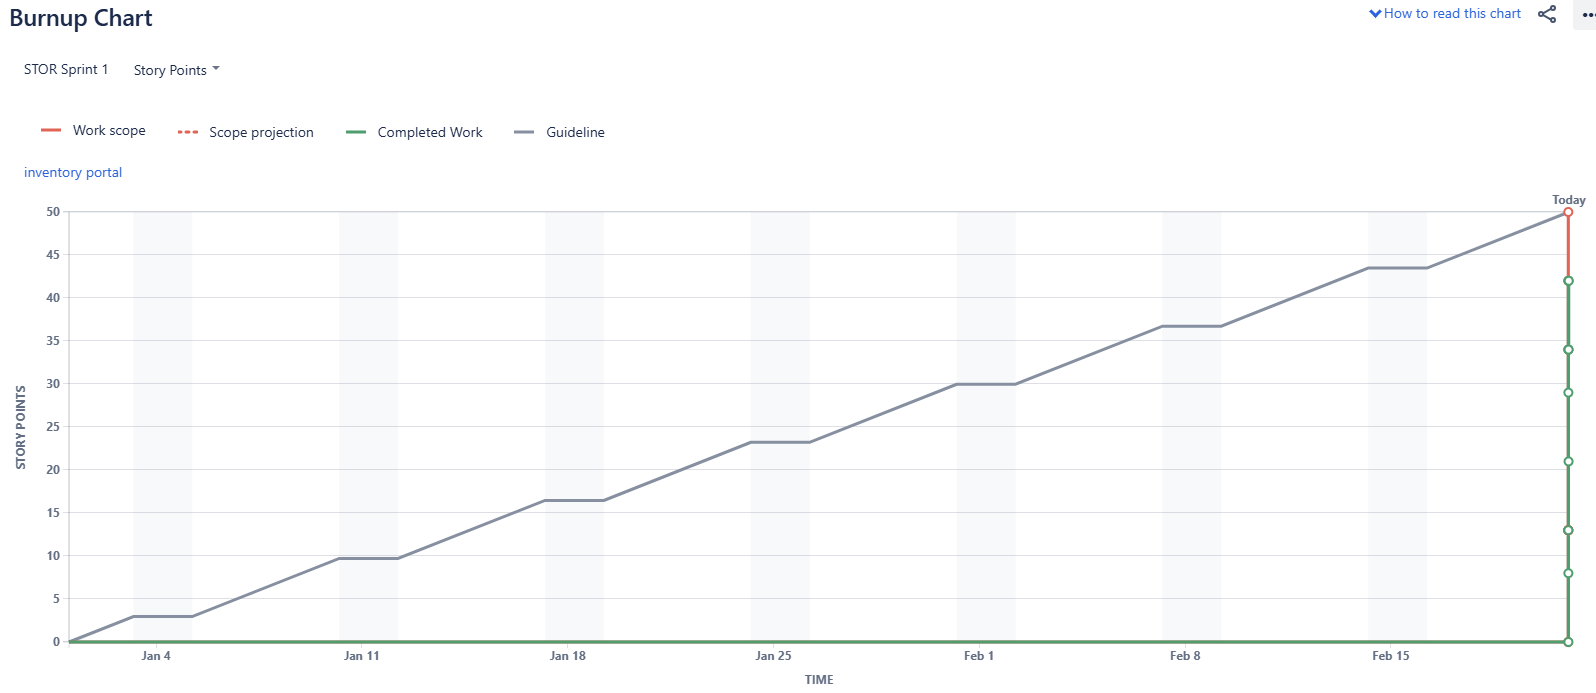 Burnup Chart
How to read this chart
STOR Sprint 1 Story Points
Work scope Scope projection Completed Work Guideline
inventory portal
Today
50
45
40
35
30
25
20
15
10
5
0
STORY POINTS
Jan 4 Jan 11 Jan 18 Jan 25 Feb 1 Feb 8 Feb 15
TIME